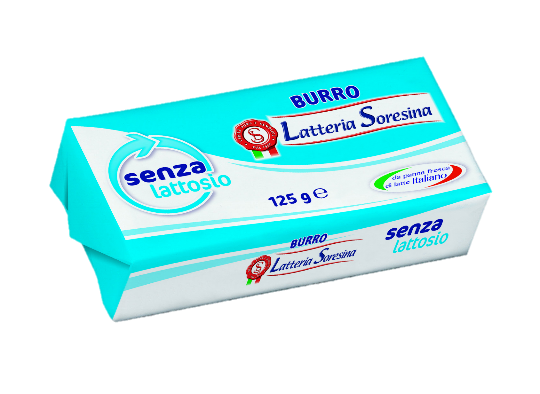 BURRO
Latteria Soresina
senza
lattosio
125 g ℮
da panna fresca
di latte Italiano
BURRO
Latteria Soresina
senza
lattosio